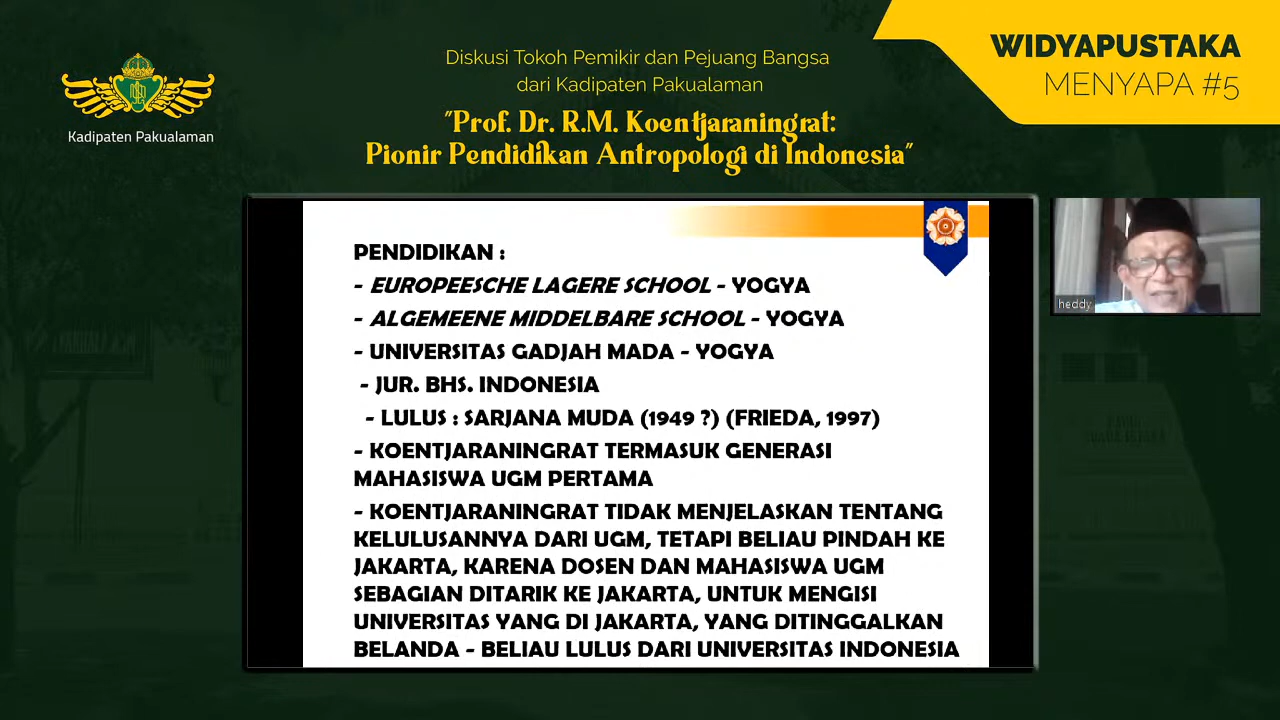 Kadipaten Pakualaman
Diskusi Tokoh Pemikir dan Pejuang Bangsa
dari Kadipaten Pakualaman
"Prof. Dr. R.M. Koentjaraningrat:
Pionir Pendidikan Antropologi di Indonesia"
WIDYAPUSTAKA
MENYAPA #5
PENDIDIKAN :
- EUROPEESCHE LAGERE SCHOOL - YOGYA
- ALGEMEENE MIDDELBARE SCHOOL - YOGYA
- UNIVERSITAS GADJAH MADA - YOGYA
- JUR. BHS. INDONESIA
- LULUS : SARJANA MUDA (1949 ?) (FRIEDA, 1997)
- KOENTJARANINGRAT TERMASUK GENERASI
MAHASISWA UGM PERTAMA
- KOENTJARANINGRAT TIDAK MENJELASKAN TENTANG
KELULUSANNYA DARI UGM, TETAPI BELIAU PINDAH KE
JAKARTA, KARENA DOSEN DAN MAHASISWA UGM
SEBAGIAN DITARIK KE JAKARTA, UNTUK MENGISI
UNIVERSITAS YANG DI JAKARTA, YANG DITINGGALKAN
BELANDA - BELIAU LULUS DARI UNIVERSITAS INDONESIA
heddy